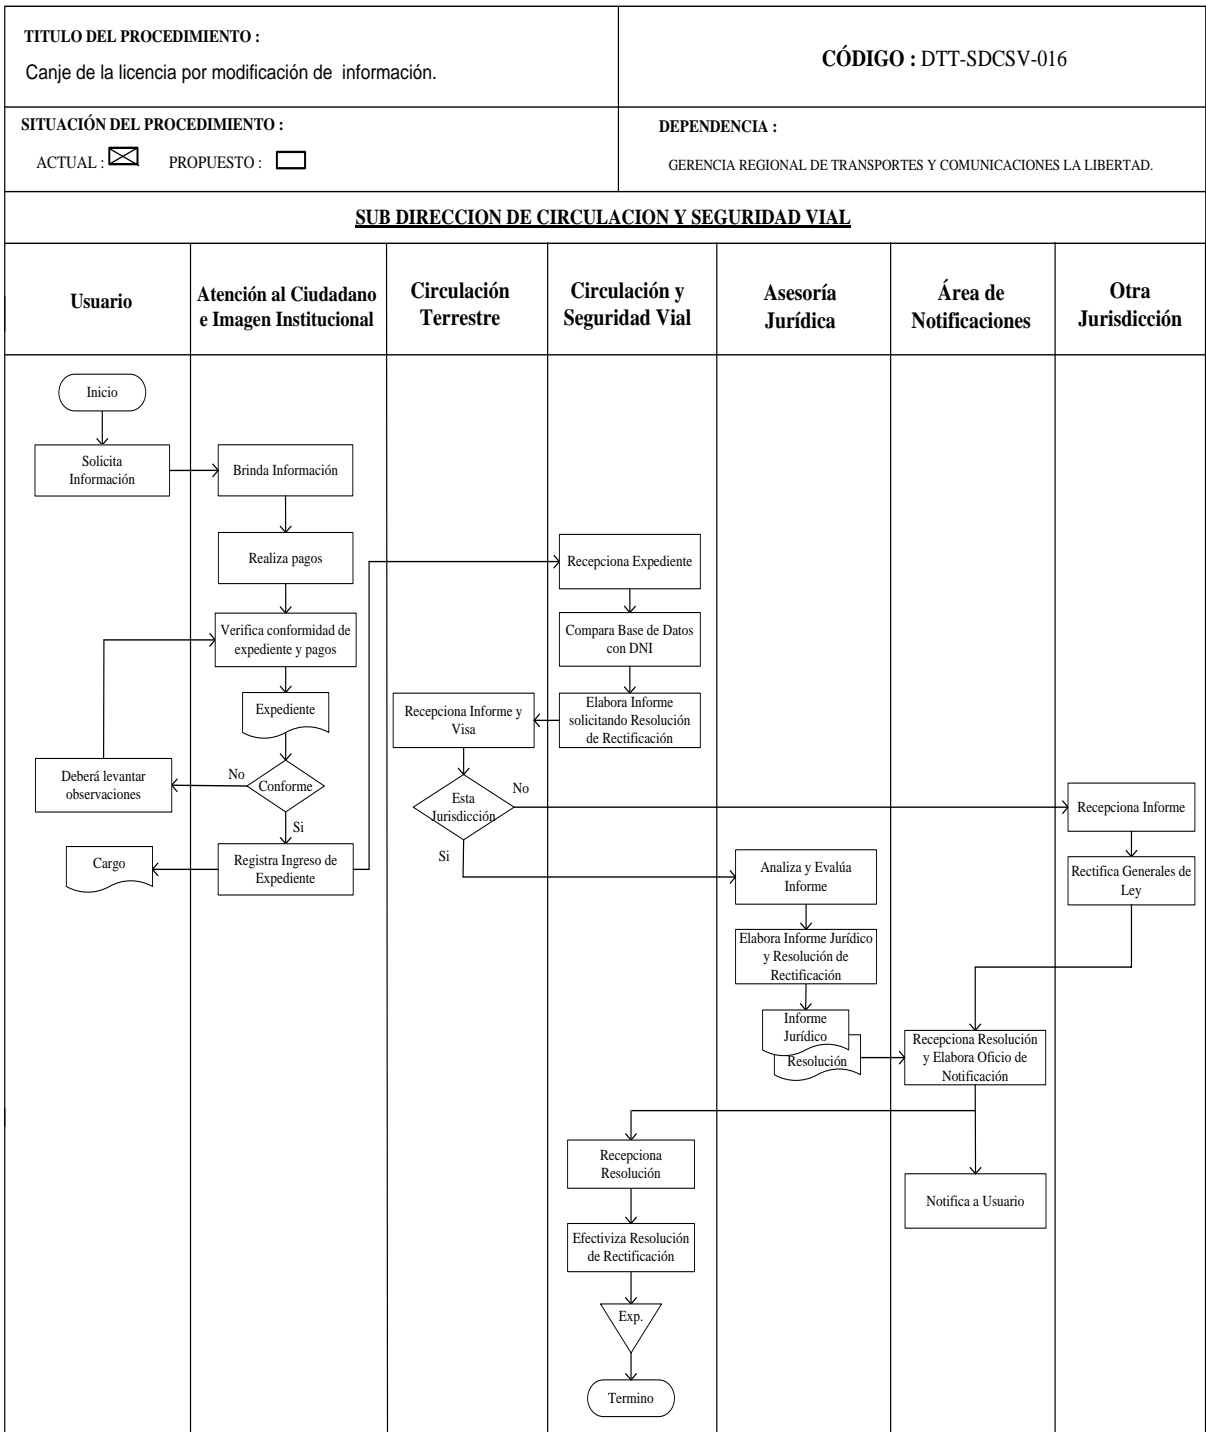 TITULO DEL PROCEDIMIENTO :
Canje de la licencia por modificación de información.
CÓDIGO : DTT-SDCSV-016
SITUACIÓN DEL PROCEDIMIENTO :
ACTUAL : PROPUESTO :
DEPENDENCIA :
GERENCIA REGIONAL DE TRANSPORTES Y COMUNICACIONES LA LIBERTAD.
SUB DIRECCION DE CIRCULACION Y SEGURIDAD VIAL
Usuario
Atención al Ciudadano
e Imagen Institucional
Circulación
Terrestre
Circulación y
Seguridad Vial
Asesoría
Jurídica
Área de
Notificaciones
Otra
Jurisdicción
Inicio
Solicita
Información
Brinda Información
Realiza pagos
Verifica conformidad de
expediente y pagos
Expediente
Conforme
No
Si
Deberá levantar
observaciones
Registra Ingreso de
Expediente
Cargo
Recepciona Expediente
Compara Base de Datos
con DNI
Elabora Informe
solicitando Resolución
de Rectificación
Recepciona Informe y
Visa
Esta
Jurisdicción
No
Si
Recepciona Informe
Rectifica Generales de
Ley
Analiza y Evalúa
Informe
Elabora Informe Jurídico
y Resolución de
Rectificación
Informe
Jurídico
Resolución
Recepciona Resolución
y Elabora Oficio de
Notificación
Notifica a Usuario
Recepciona
Resolución
Efectiviza Resolución
de Rectificación
Exp.
Termino